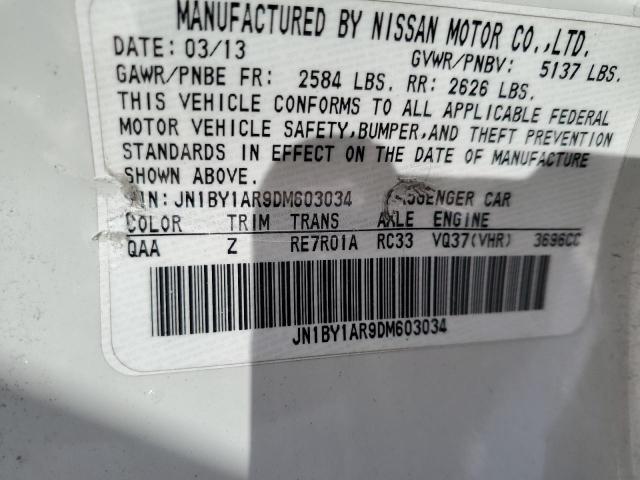 MANUFACTURED BY NISSAN MOTOR CO.,LTD.
DATE: 03/13 GVWR/PNBV: 5137 LBS.
GAWR/PNBE FR: 2584 LBS. RR: 2626 LBS.
THIS VEHICLE CONFORMS TO ALL APPLICABLE FEDERAL
MOTOR VEHICLE SAFETY,BUMPER,AND THEFT PREVENTION
STANDARDS IN EFFECT ON THE DATE OF MANUFACTURE
SHOWN ABOVE.
VIN: JN1BY1AR9DM603034 PASSENGER CAR
COLOR TRIM TRANS AXLE ENGINE
QAA Z RE7R01A RC33 VQ37(VHR) 3696CC
JN1BY1AR9DM603034